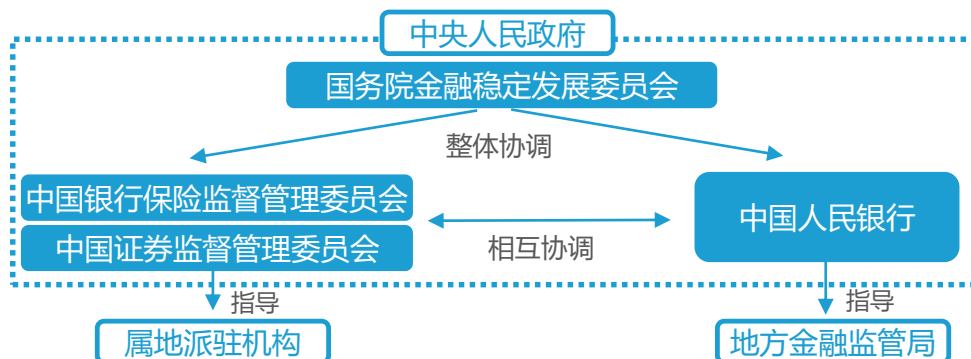 中央人民政府
国务院金融稳定发展委员会
整体协调
中国银行保险监督管理委员会
中国证券监督管理委员会
相互协调
中国人民银行
指导
指导
属地派驻机构
地方金融监管局